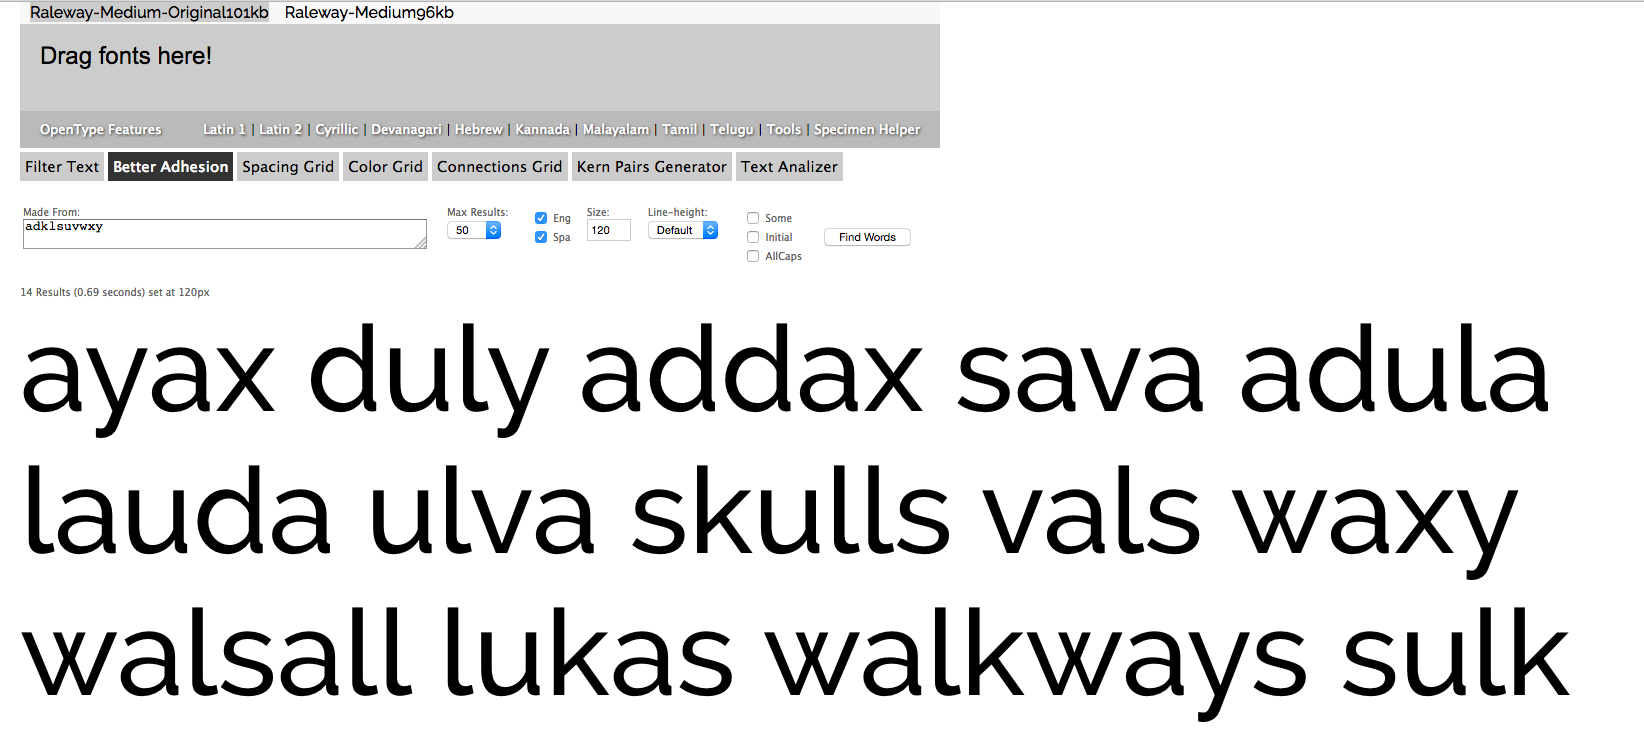 Raleway-Medium-Original101kb Raleway-Medium96kb
Drag fonts here!
OpenType Features Latin 1 | Latin 2 | Cyrillic | Devanagari | Hebrew | Kannada | Malayalam | Tamil | Telugu | Tools | Specimen Helper
Filter Text Better Adhesion Spacing Grid Color Grid Connections Grid Kern Pairs Generator Text Analizer
Made From: Max Results: Size: Line-height:
adklsuvwxy 50 Eng 120 Default Some
Spa Initial Find Words
AllCaps
14 Results (0.69 seconds) set at 120px
ayax duly addax sava adula
lauda ulva skulls vals waxy
walsall lukas walkways sulk